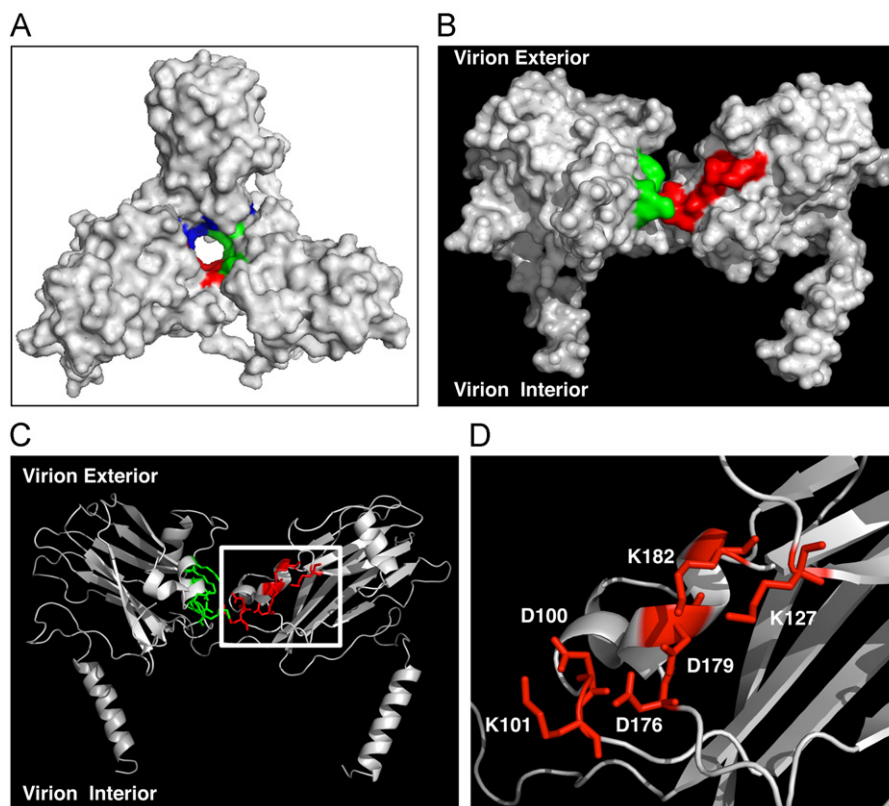 A
B
Virion Exterior
Virion Interior
C
Virion Exterior
Virion Interior
D
K182
K127
D100
D179
K101
D176